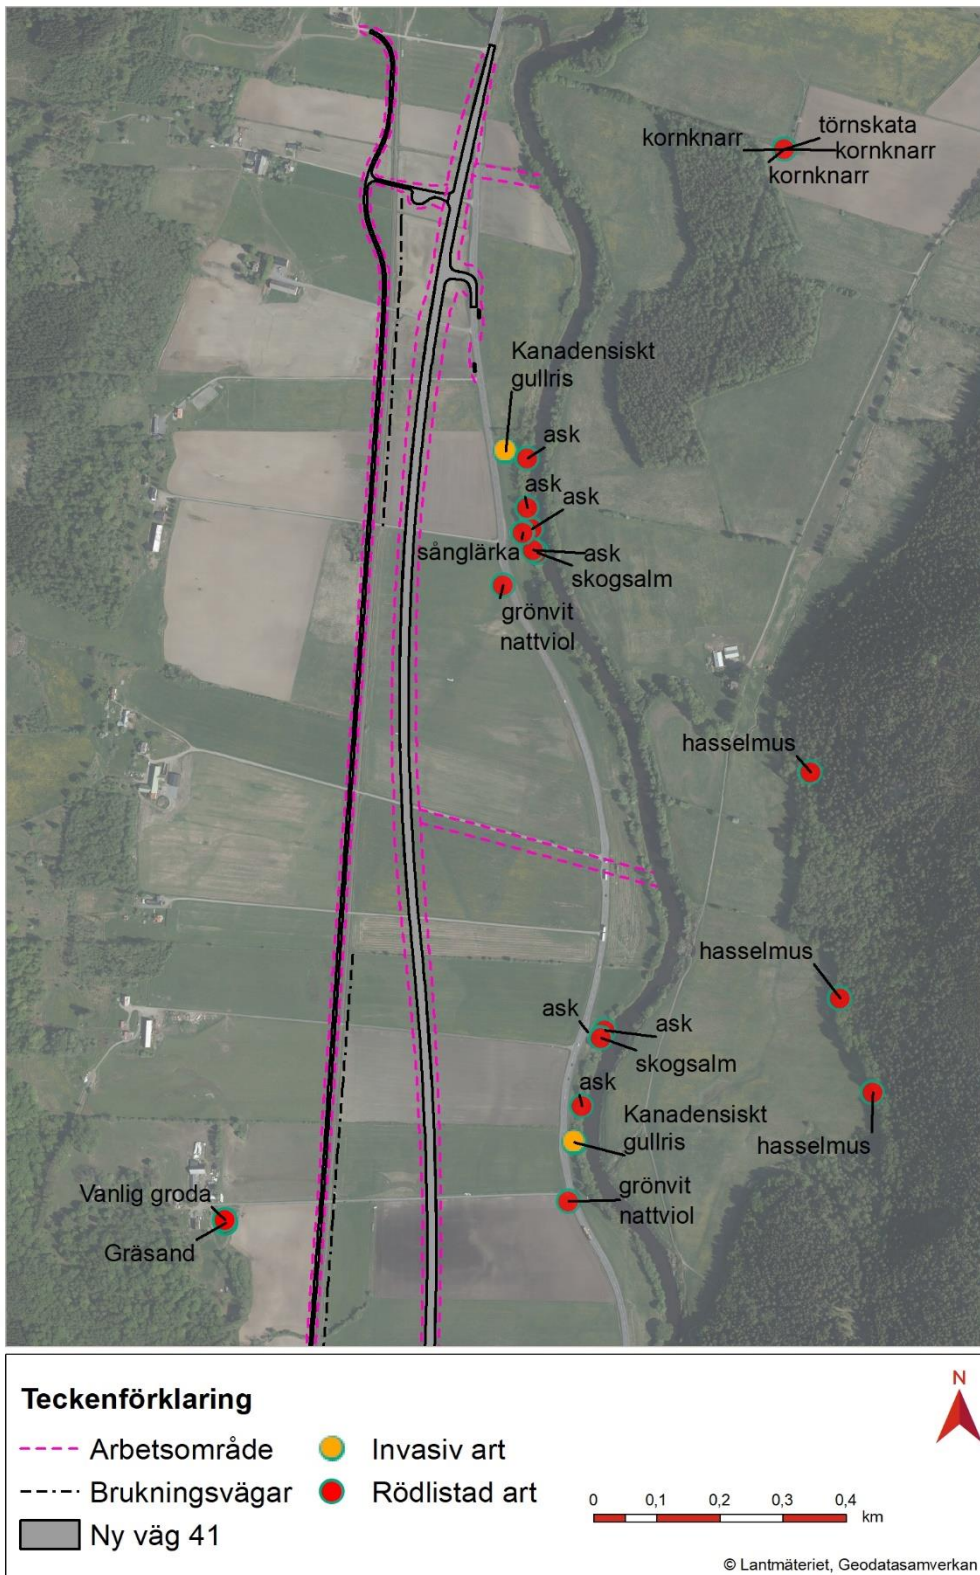 törnskata
kornknarr
kornknarr
kornknarr
Kanadensiskt
gullris
ask
ask
ask
sånglärka
ask
skogsalm
grönvit
nattviol
hasselmus
hasselmus
ask
ask
skogsalm
ask
Kanadensiskt
gullris
hasselmus
Vanlig groda
grönvit
nattviol
Gräsand
Teckenförklaring
Arbetsområde
Invasiv art
Brukningsvägar
Rödlistad art
Ny väg 41
N
0 0,1 0,2 0,3 0,4
km
© Lantmäteriet, Geodatasamverkan